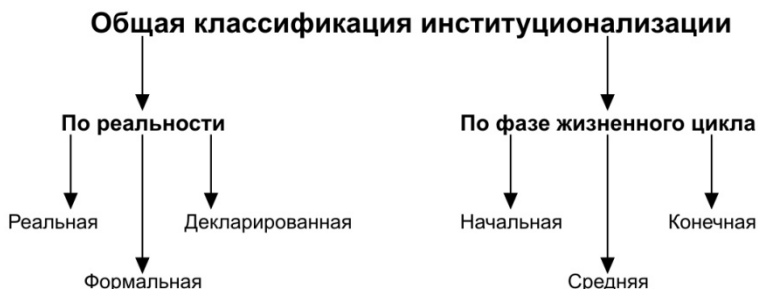 Общая классификация институционализации
По реальности
По фазе жизненного цикла
Реальная
Декларированная
Начальная
Конечная
Формальная
Средняя